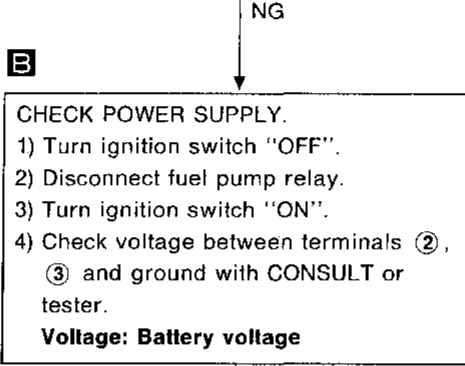 NG
B
CHECK POWER SUPPLY.
1) Turn ignition switch "OFF".
2) Disconnect fuel pump relay.
3) Turn ignition switch "ON".
4) Check voltage between terminals ②,
③ and ground with CONSULT or
tester.
Voltage: Battery voltage